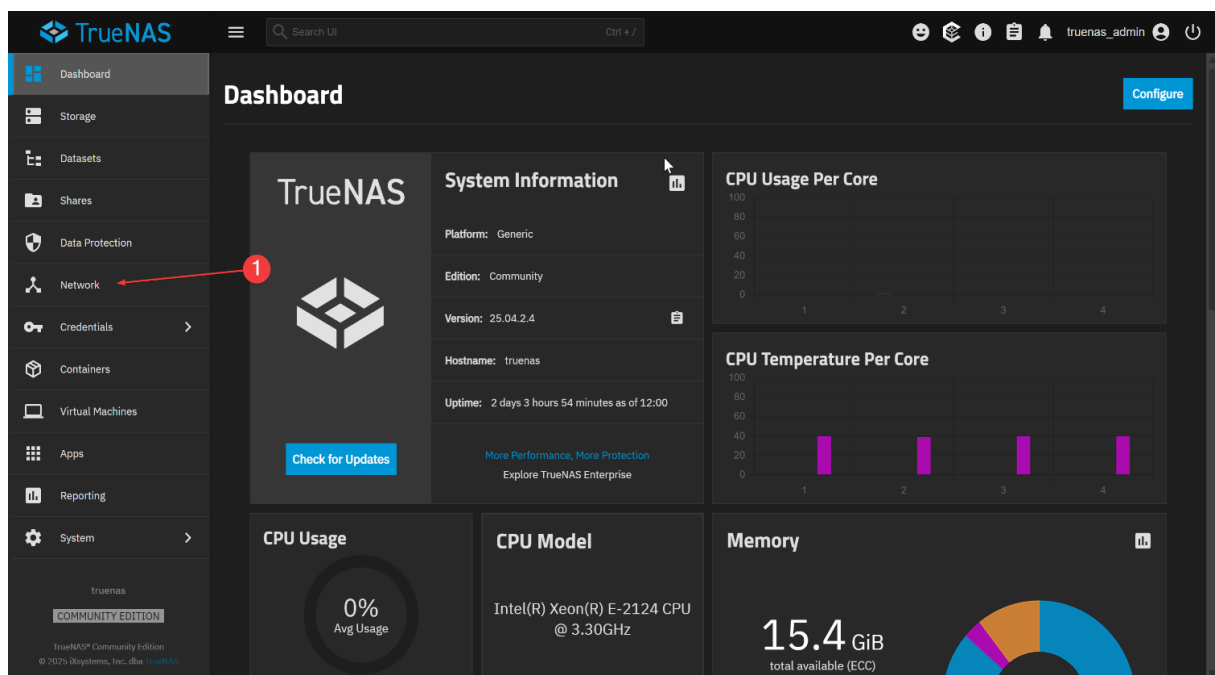 TrueNAS
Search UI
Ctrl + /
truenas_admin
Dashboard
Storage
Datasets
Shares
Data Protection
Network
Credentials
Containers
Virtual Machines
Apps
Reporting
System
truenas
COMMUNITY EDITION
TrueNAS® Community Edition
© 2025 iXsystems, Inc. dba TrueNAS
1
Dashboard
Configure
TrueNAS
Check for Updates
System Information
Platform: Generic
Edition: Community
Version: 25.04.2.4
Hostname: truenas
Uptime: 2 days 3 hours 54 minutes as of 12:00
More Performance, More Protection
Explore TrueNAS Enterprise
CPU Usage Per Core
100
80
60
40
20
0
1 2 3 4
CPU Temperature Per Core
100
80
60
40
20
0
1 2 3 4
CPU Usage
0%
Avg Usage
CPU Model
Intel(R) Xeon(R) E-2124 CPU
@ 3.30GHz
Memory
15.4 GiB
total available (ECC)